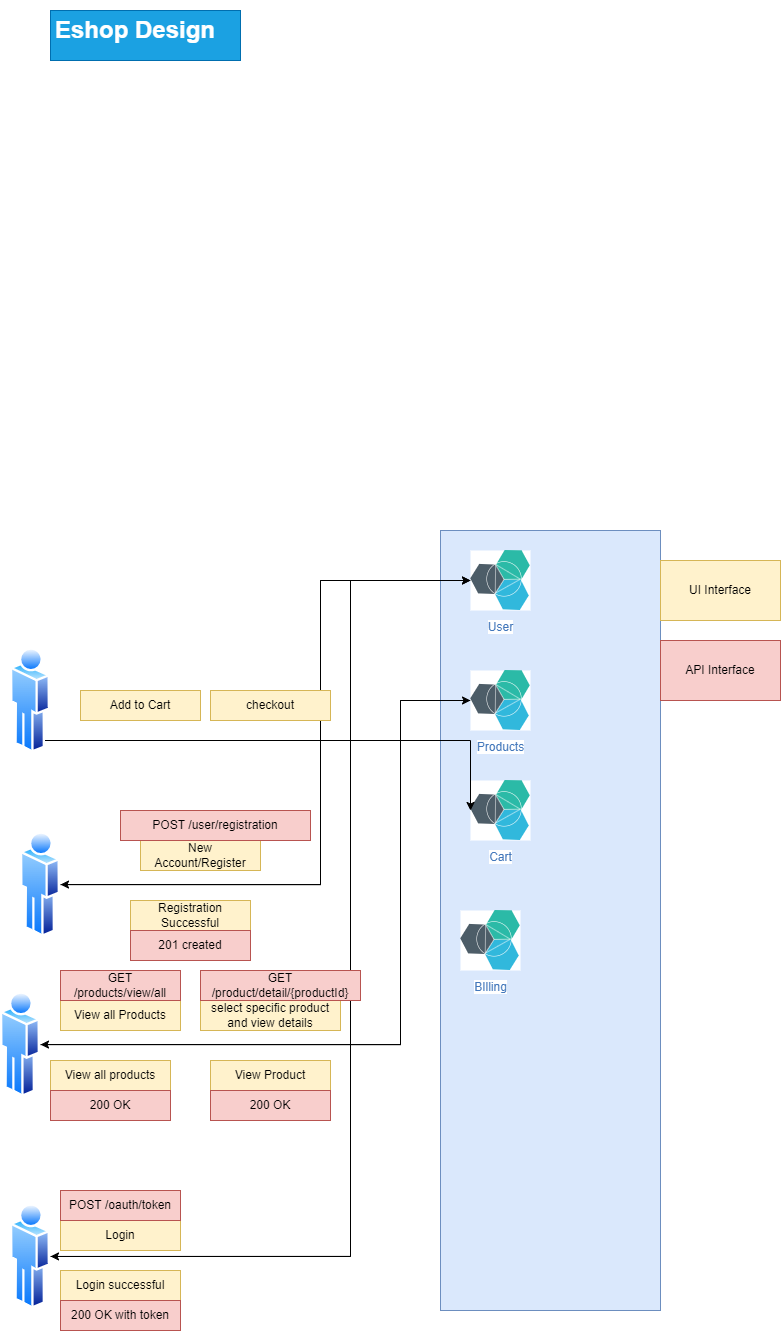 Eshop Design
User
UI Interface
API Interface
Add to Cart
checkout
Products
POST /user/registration
New
Account/Register
Cart
Registration
Successful
201 created
GET
/products/view/all
View all Products
GET
/product/detail/{productId}
select specific product
and view details
BIlling
View all products
200 OK
View Product
200 OK
POST /oauth/token
Login
Login successful
200 OK with token